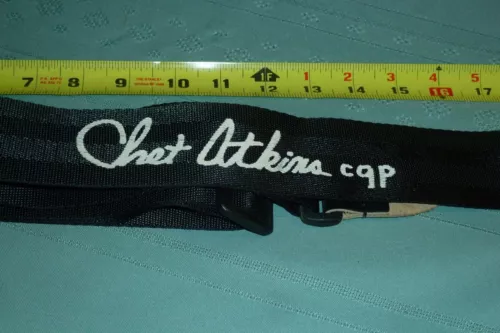 7 8 9 10 11 1F 1 2 3 4 5
12 13 14 15 16 17
Chet Atkins cgp